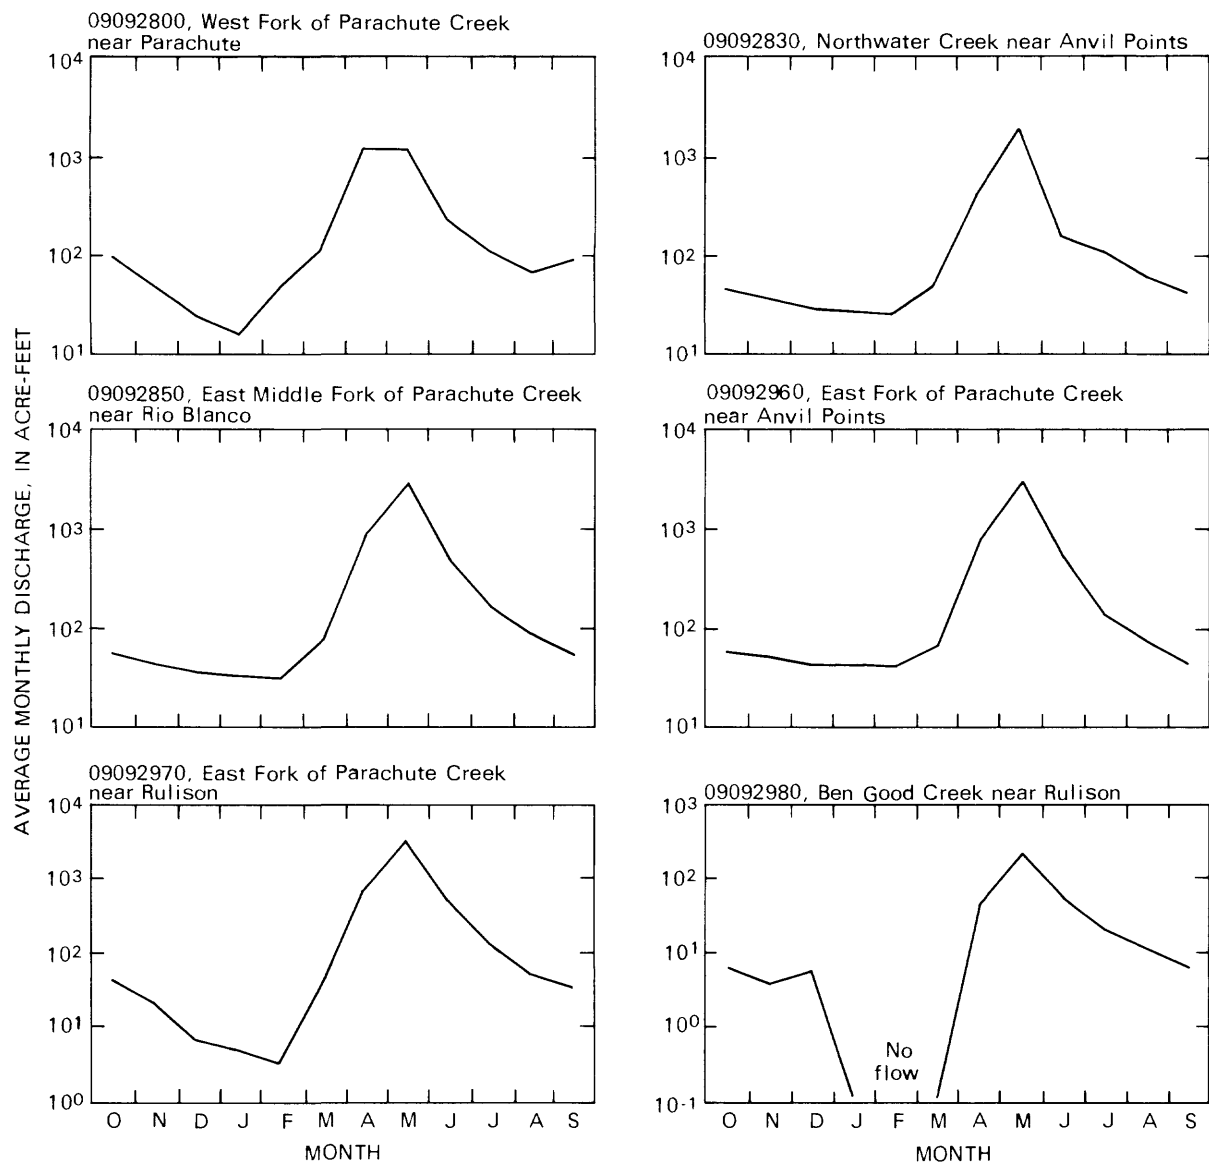 09092800, West Fork of Parachute Creek
near Parachute
10⁴
10³
10²
10¹
09092830, Northwater Creek near Anvil Points
10⁴
10³
10²
10¹
AVERAGE MONTHLY DISCHARGE, IN ACRE-FEET
09092850, East Middle Fork of Parachute Creek
near Rio Blanco
10⁴
10³
10²
10¹
09092960, East Fork of Parachute Creek
near Anvil Points
10⁴
10³
10²
10¹
09092970, East Fork of Parachute Creek
near Rulison
10⁴
10³
10²
10¹
10⁰
O N D J F M A M J J A S
MONTH
09092980, Ben Good Creek near Rulison
10³
10²
10¹
10⁰
10⁻¹
No
flow
O N D J F M A M J J A S
MONTH